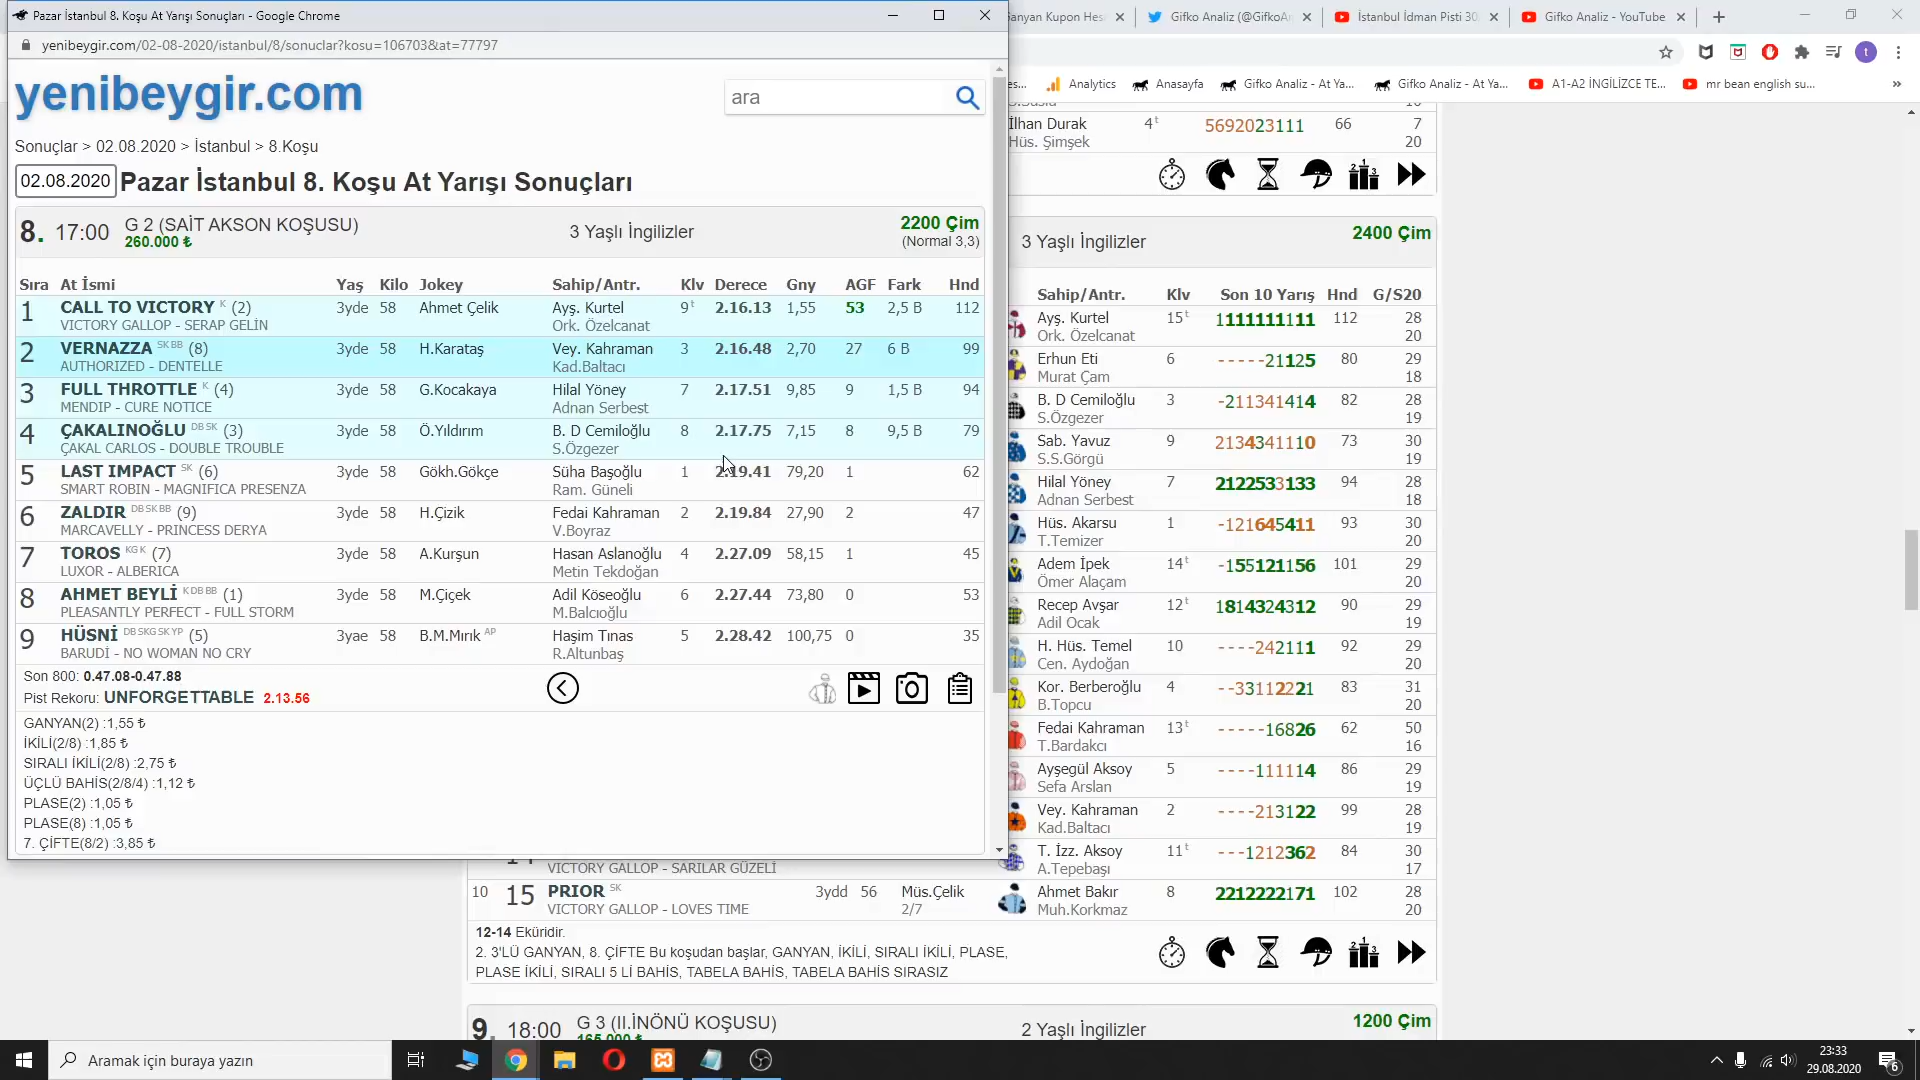 Pazar İstanbul 8. Koşu At Yarışı Sonuçları - Google Chrome
yenibeygir.com/02-08-2020/istanbul/8/sonuclar?kosu=106703&at=77797
yenibeygir.com
ara
Sonuçlar > 02.08.2020 > İstanbul > 8.Koşu
02.08.2020 Pazar İstanbul 8. Koşu At Yarışı Sonuçları
8. 17:00 G 2 (SAİT AKSON KOŞUSU) 3 Yaşlı İngilizler 2200 Çim
260.000 ₺ (Normal 3,3)
Sıra At İsmi Yaş Kilo Jokey Sahip/Antr. Klv Derece Gny AGF Fark Hnd
1 CALL TO VICTORY K (2) 3yde 58 Ahmet Çelik Ayş. Kurtel 9t 2.16.13 1,55 53 2,5 B 112
VICTORY GALLOP - SERAP GELİN Ork. Özelcanat
2 VERNAZZA SK BB (8) 3yde 58 H.Karataş Vey. Kahraman 3 2.16.48 2,70 27 6 B 99
AUTHORIZED - DENTELLE Kad.Baltacı
3 FULL THROTTLE K (4) 3yde 58 G.Kocakaya Hilal Yöney 7 2.17.51 9,85 9 1,5 B 94
MENDIP - CURE NOTICE Adnan Serbest
4 ÇAKALINOĞLU DB SK (3) 3yde 58 Ö.Yıldırım B. D Cemiloğlu 8 2.17.75 7,15 8 9,5 B 79
ÇAKAL CARLOS - DOUBLE TROUBLE S.Özgezer
5 LAST IMPACT SK (6) 3yde 58 Gökh.Gökçe Süha Başoğlu 1 2.19.41 79,20 1 62
SMART ROBIN - MAGNIFICA PRESENZA Ram. Güneli
6 ZALDIR DB SK BB (9) 3yde 58 H.Çizik Fedai Kahraman 2 2.19.84 27,90 2 47
MARCAVELLY - PRINCESS DERYA V.Boyraz
7 TOROS KG K (7) 3yde 58 A.Kurşun Hasan Aslanoğlu 4 2.27.09 58,15 1 45
LUXOR - ALBERICA Metin Tekdoğan
8 AHMET BEYLİ K DB BB (1) 3yde 58 M.Çiçek Adil Köseoğlu 6 2.27.44 73,80 0 53
PLEASANTLY PERFECT - FULL STORM M.Balcıoğlu
9 HÜSNİ DB SKG SK YP (5) 3yae 58 B.M.Mırık AP Haşim Tınas 5 2.28.42 100,75 0 35
BARUDİ - NO WOMAN NO CRY R.Altunbaş
Son 800: 0.47.08-0.47.88
Pist Rekoru: UNFORGETTABLE 2.13.56
GANYAN(2) :1,55 ₺
İKİLİ(2/8) :1,85 ₺
SIRALI İKİLİ(2/8) :2,75 ₺
ÜÇLÜ BAHİS(2/8/4) :1,12 ₺
PLASE(2) :1,05 ₺
PLASE(8) :1,05 ₺
7. ÇİFTE(8/2) :3,85 ₺
Ganyan Kupon Hes
Gifko Analiz (@GifkoAn
İstanbul İdman Pisti 30
Gifko Analiz - YouTube
t
Analytics
Anasayfa
Gifko Analiz - At Ya...
Gifko Analiz - At Ya...
A1-A2 İNGİLİZCE TE...
mr bean english su...
»
İlhan Durak 4t 5692023111 66 7
Hüs. Şimşek 20
3 Yaşlı İngilizler 2400 Çim
Sahip/Antr. Klv Son 10 Yarış Hnd G/S20
Ayş. Kurtel 15t 1111111111 112 28
Ork. Özelcanat 20
Erhun Eti 6 -----21125 80 29
Murat Çam 18
B. D Cemiloğlu 3 -211341414 82 28
S.Özgezer 19
Sab. Yavuz 9 2134341110 73 30
S.S.Görgü 19
Hilal Yöney 7 2122533133 94 28
Adnan Serbest 18
Hüs. Akarsu 1 -121645411 93 30
T.Temizer 20
Adem İpek 14t -155121156 101 29
Ömer Alaçam 20
Recep Avşar 12t 1814324312 90 29
Adil Ocak 19
H. Hüs. Temel 10 ----242111 92 29
Cen. Aydoğan 20
Kor. Berberoğlu 4 --33112221 83 31
B.Topcu 20
Fedai Kahraman 13t -----16826 62 50
T.Bardakcı 16
Ayşegül Aksoy 5 ----111114 86 29
Sefa Arslan 19
Vey. Kahraman 2 ----213122 99 28
Kad.Baltacı 19
T. İzz. Aksoy 11t ---1212362 84 30
VICTORY GALLOP - SARILAR GÜZELİ A.Tepebaşı 17
10 15 PRIOR SK 3ydd 56 Müs.Çelik Ahmet Bakır 8 2212222171 102 28
VICTORY GALLOP - LOVES TIME 2/7 Muh.Korkmaz 20
12-14 Eküridir.
2. 3'LÜ GANYAN, 8. ÇİFTE Bu koşudan başlar, GANYAN, İKİLİ, SIRALI İKİLİ, PLASE,
PLASE İKİLİ, SIRALI 5 Lİ BAHİS, TABELA BAHİS, TABELA BAHİS SIRASIZ
9. 18:00 G 3 (II.İNÖNÜ KOŞUSU) 2 Yaşlı İngilizler 1200 Çim
165.000 ₺
Aramak için buraya yazın
23:33
29.08.2020
6